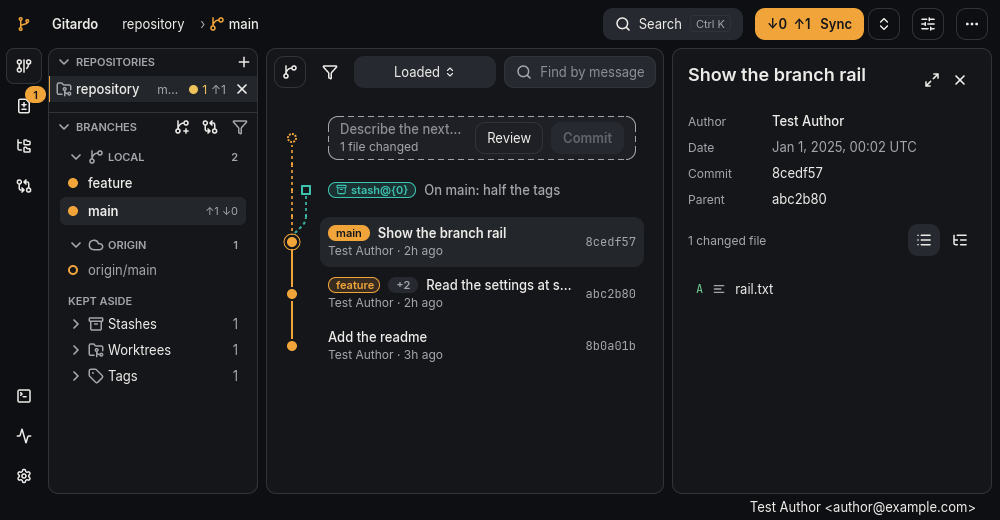 Gitardo repository › main Search Ctrl K ↓0 ↑1 Sync
REPOSITORIES
1
repository m... 1 ↑1
BRANCHES
LOCAL 2
feature
main ↑1 ↓0
ORIGIN 1
origin/main
KEPT ASIDE
Stashes 1
Worktrees 1
Tags 1
Loaded Find by message
Describe the next...
1 file changed
Review Commit
stash@{0} On main: half the tags
main Show the branch rail
Test Author · 2h ago 8cedf57
feature +2 Read the settings at s...
Test Author · 2h ago abc2b80
Add the readme
Test Author · 3h ago 8b0a01b
Show the branch rail
Author Test Author
Date Jan 1, 2025, 00:02 UTC
Commit 8cedf57
Parent abc2b80
1 changed file
A rail.txt
Test Author <author@example.com>